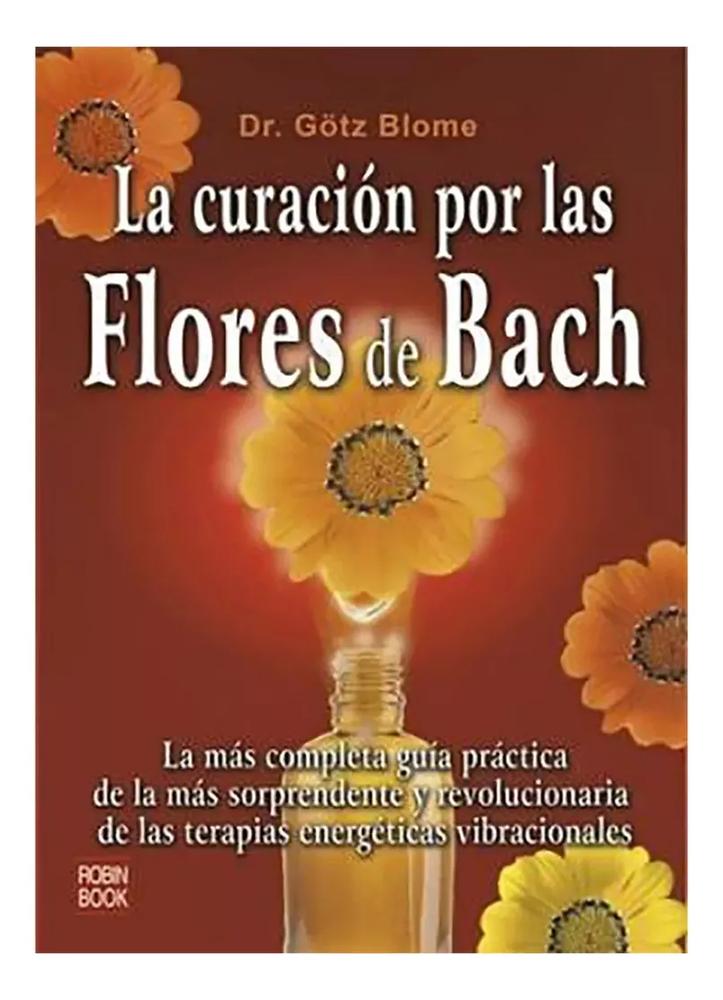 Dr. Götz Blome
La curación por las
Flores de Bach
La más completa guía práctica
de la más sorprendente y revolucionaria
de las terapias energéticas vibracionales
ROBIN
BOOK